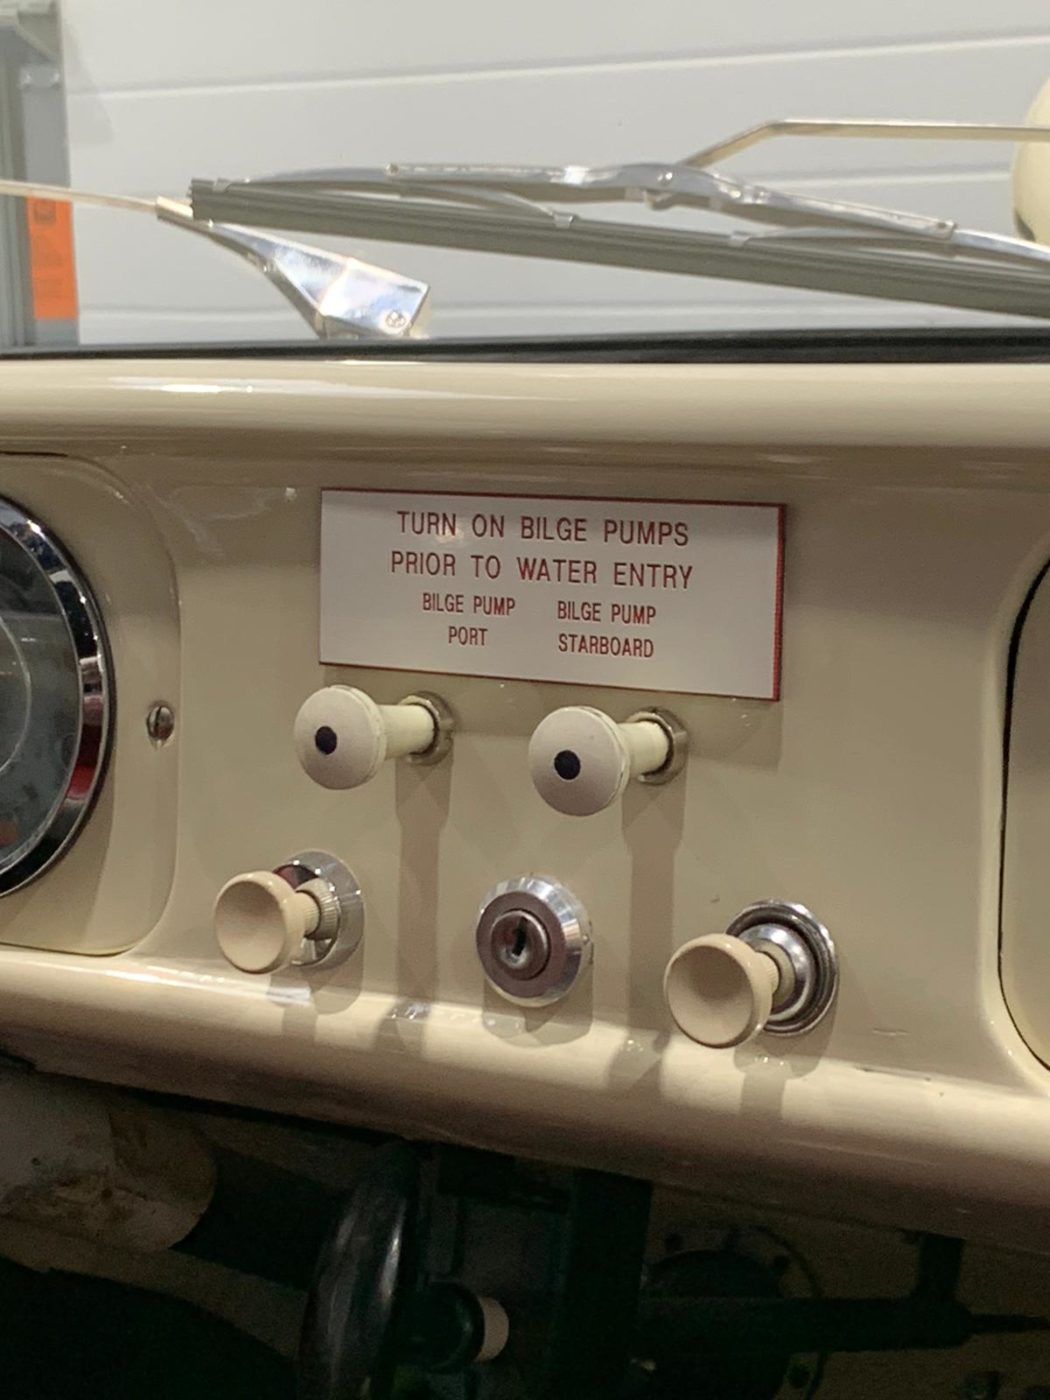 TURN ON BILGE PUMPS
PRIOR TO WATER ENTRY
BILGE PUMP BILGE PUMP
PORT STARBOARD